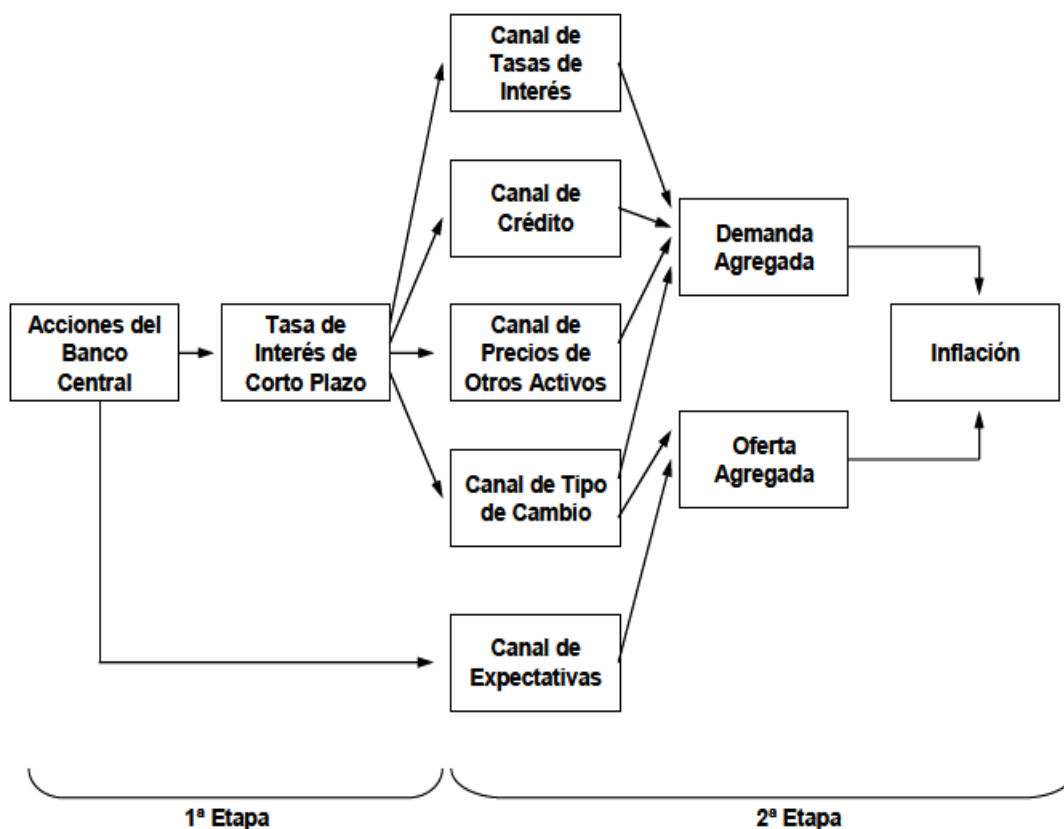 Canal de
Tasas de
Interés
Canal de
Crédito
Demanda
Agregada
Acciones del
Banco
Central
Tasa de
Interés de
Corto Plazo
Canal de
Precios de
Otros Activos
Inflación
Canal de Tipo
de Cambio
Oferta
Agregada
Canal de
Expectativas
1ª Etapa
2ª Etapa